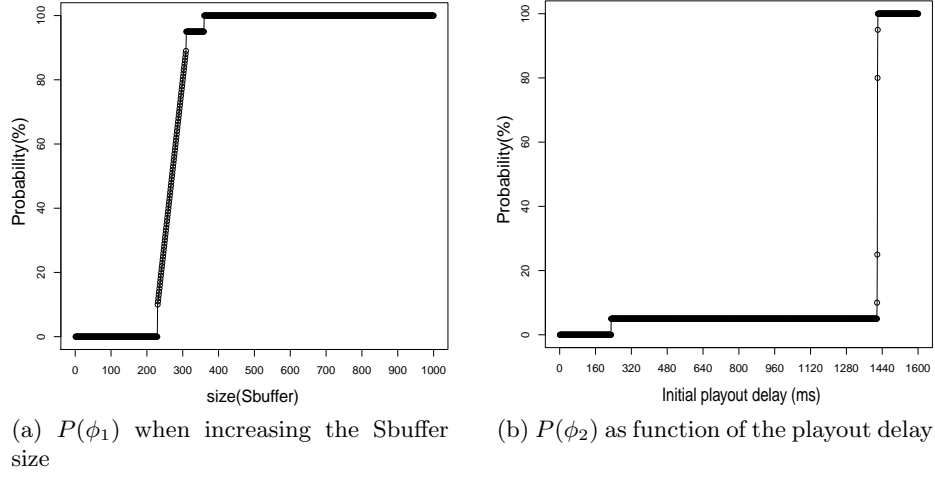 Probability(%)
0
20
40
60
80
100
0 100 200 300 400 500 600 700 800 900 1000
size(Sbuffer)
(a) P(ϕ₁) when increasing the Sbuffer
size
Probability(%)
0
20
40
60
80
100
0 160 320 480 640 800 960 1120 1280 1440 1600
Initial playout delay (ms)
(b) P(ϕ₂) as function of the playout delay